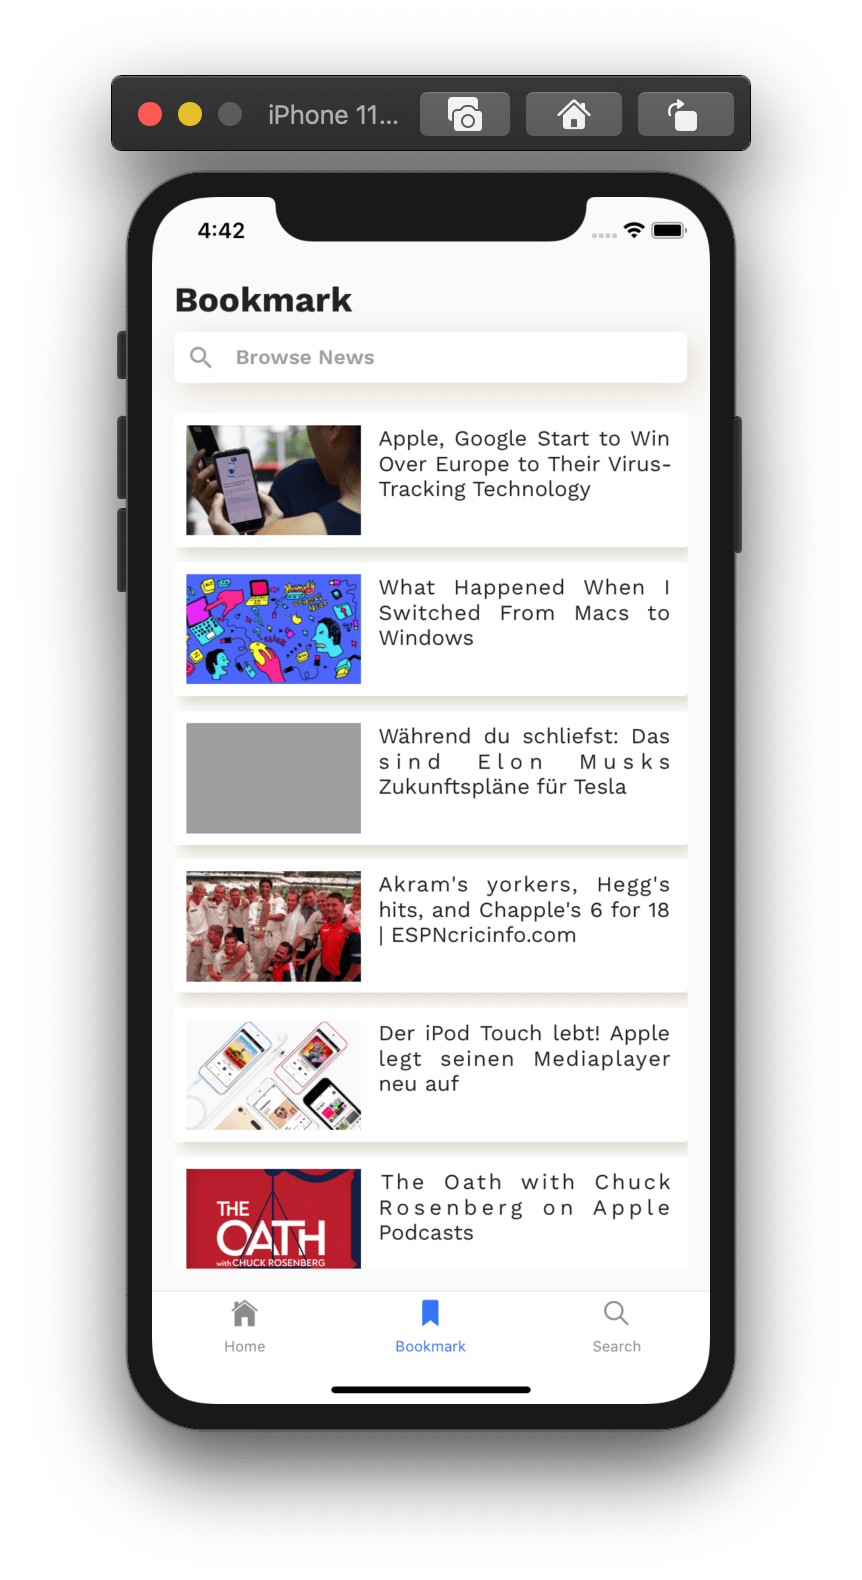 iPhone 11...
4:42
Bookmark
Browse News
Apple, Google Start to Win
Over Europe to Their Virus-
Tracking Technology
What Happened When I
Switched From Macs to
Windows
Während du schliefst: Das
sind Elon Musks
Zukunftspläne für Tesla
Akram's yorkers, Hegg's
hits, and Chapple's 6 for 18
| ESPNcricinfo.com
Der iPod Touch lebt! Apple
legt seinen Mediaplayer
neu auf
THE
OATH
with CHUCK ROSENBERG
The Oath with Chuck
Rosenberg on Apple
Podcasts
Home
Bookmark
Search